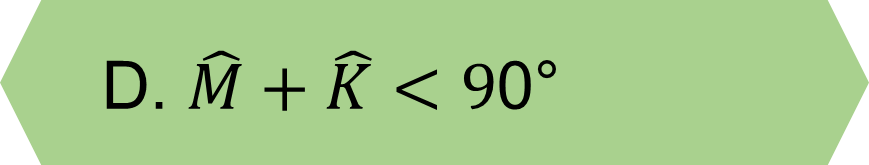 D. M̂ + K̂ < 90°